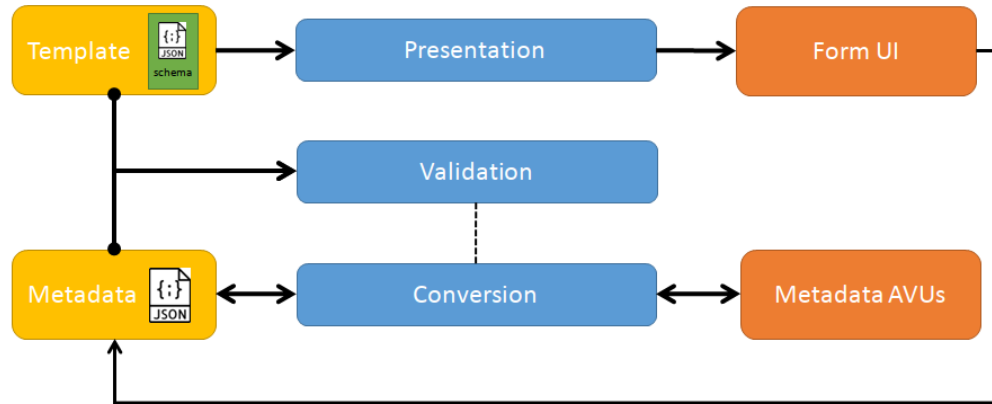 Template
{:}
JSON
schema
Presentation
Form UI
Validation
Metadata
{:}
JSON
Conversion
Metadata AVUs